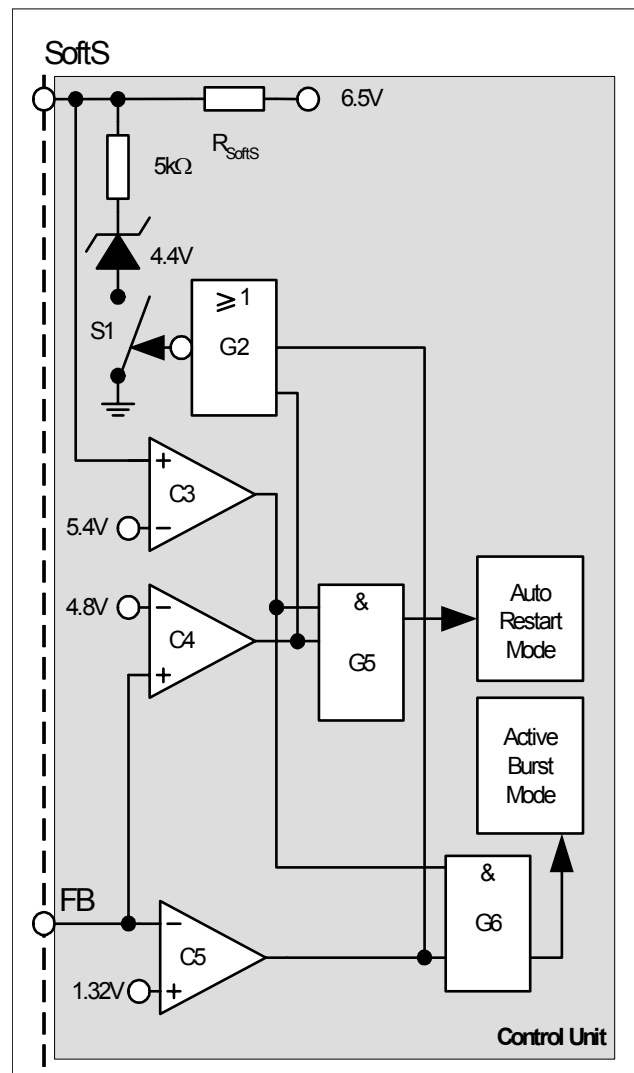 SoftS
6.5V
R SoftS
5kΩ
4.4V
S1
≥1
G2
+
C3
5.4V
−
4.8V
−
C4
+
&
G5
Auto
Restart
Mode
Active
Burst
Mode
FB
−
C5
1.32V
+
&
G6
Control Unit